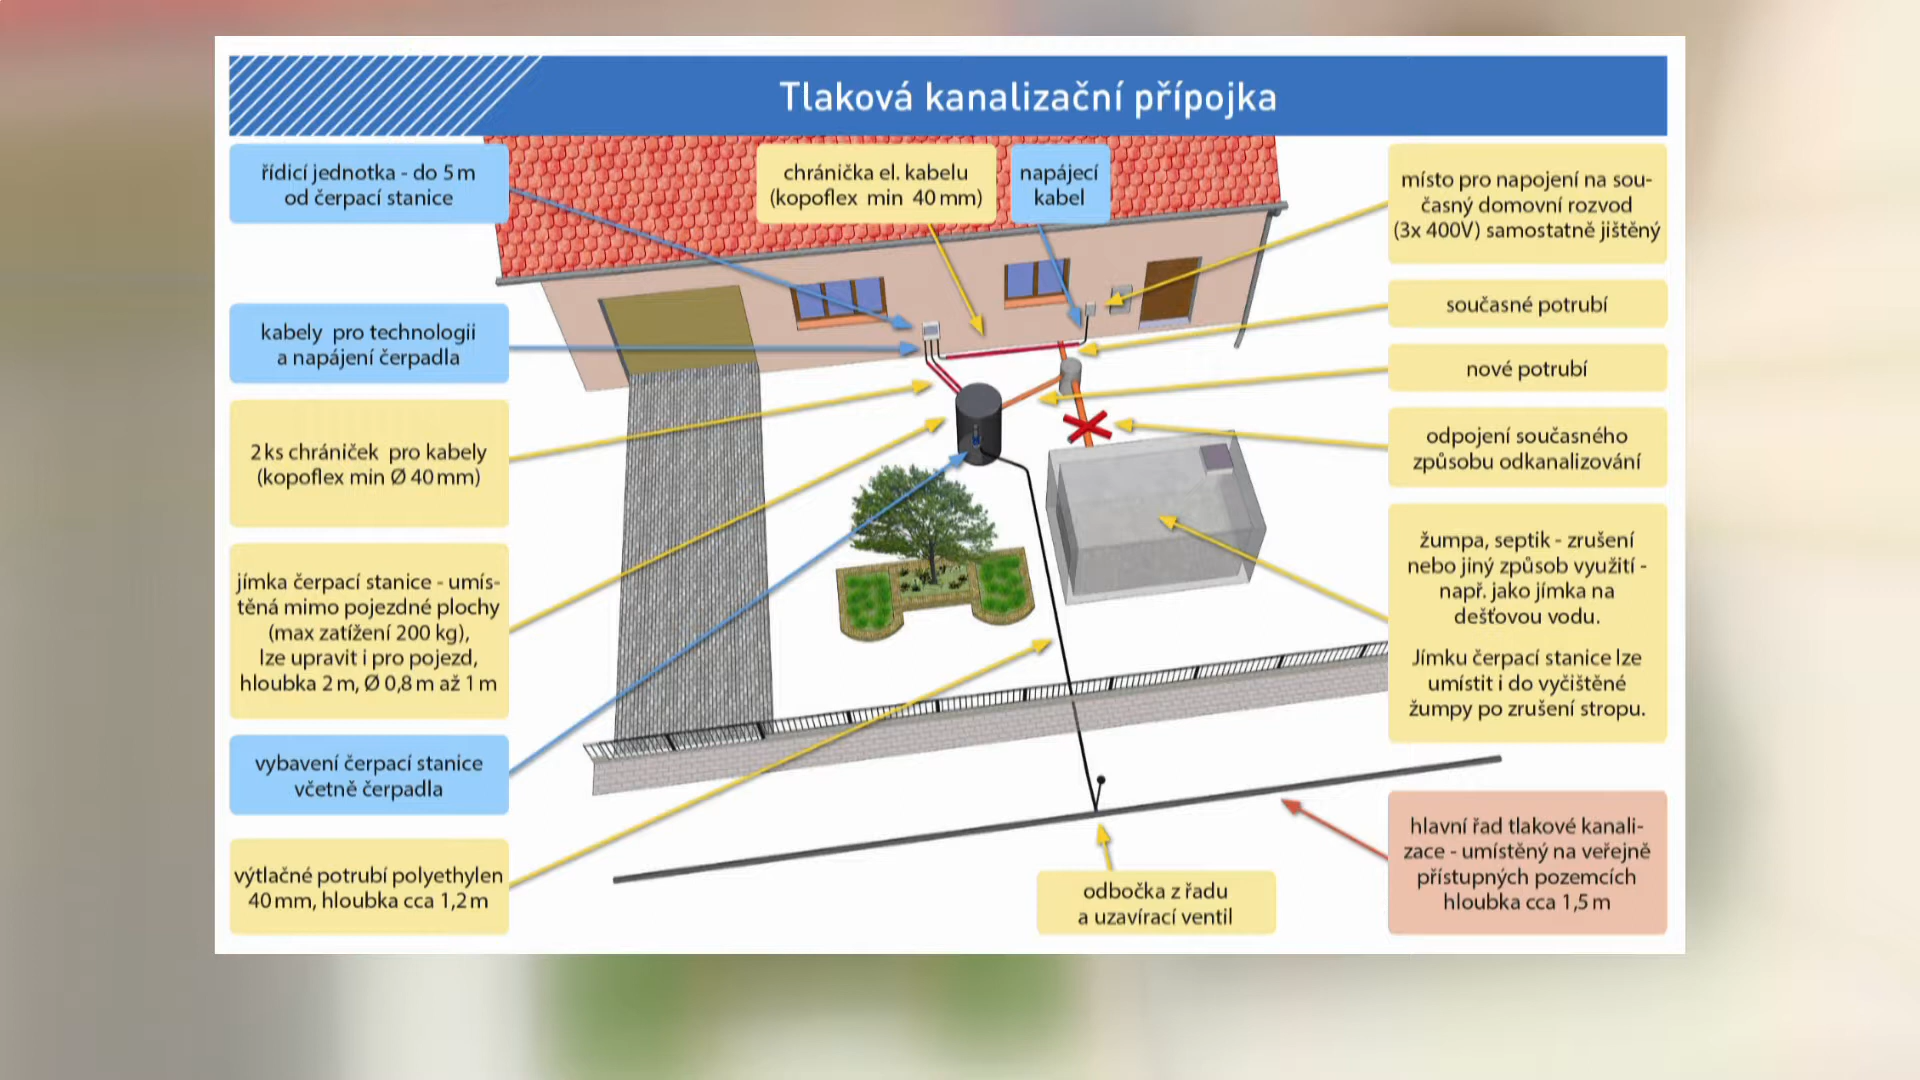 Tlaková kanalizační přípojka
řídicí jednotka - do 5 m
od čerpací stanice
chránička el. kabelu
(kopoflex min 40 mm)
napájecí
kabel
místo pro napojení na sou-
časný domovní rozvod
(3x 400V) samostatně jištěný
kabely pro technologii
a napájení čerpadla
současné potrubí
nové potrubí
2 ks chrániček pro kabely
(kopoflex min Ø 40 mm)
odpojení současného
způsobu odkanalizování
jímka čerpací stanice - umís-
těná mimo pojezdné plochy
(max zatížení 200 kg),
lze upravit i pro pojezd,
hloubka 2 m, Ø 0,8 m až 1 m
žumpa, septik - zrušení
nebo jiný způsob využití -
např. jako jímka na
dešťovou vodu.
Jímku čerpací stanice lze
umístit i do vyčištěné
žumpy po zrušení stropu.
vybavení čerpací stanice
včetně čerpadla
výtlačné potrubí polyethylen
40 mm, hloubka cca 1,2 m
odbočka z řadu
a uzavírací ventil
hlavní řad tlakové kanali-
zace - umístěný na veřejně
přístupných pozemcích
hloubka cca 1,5 m